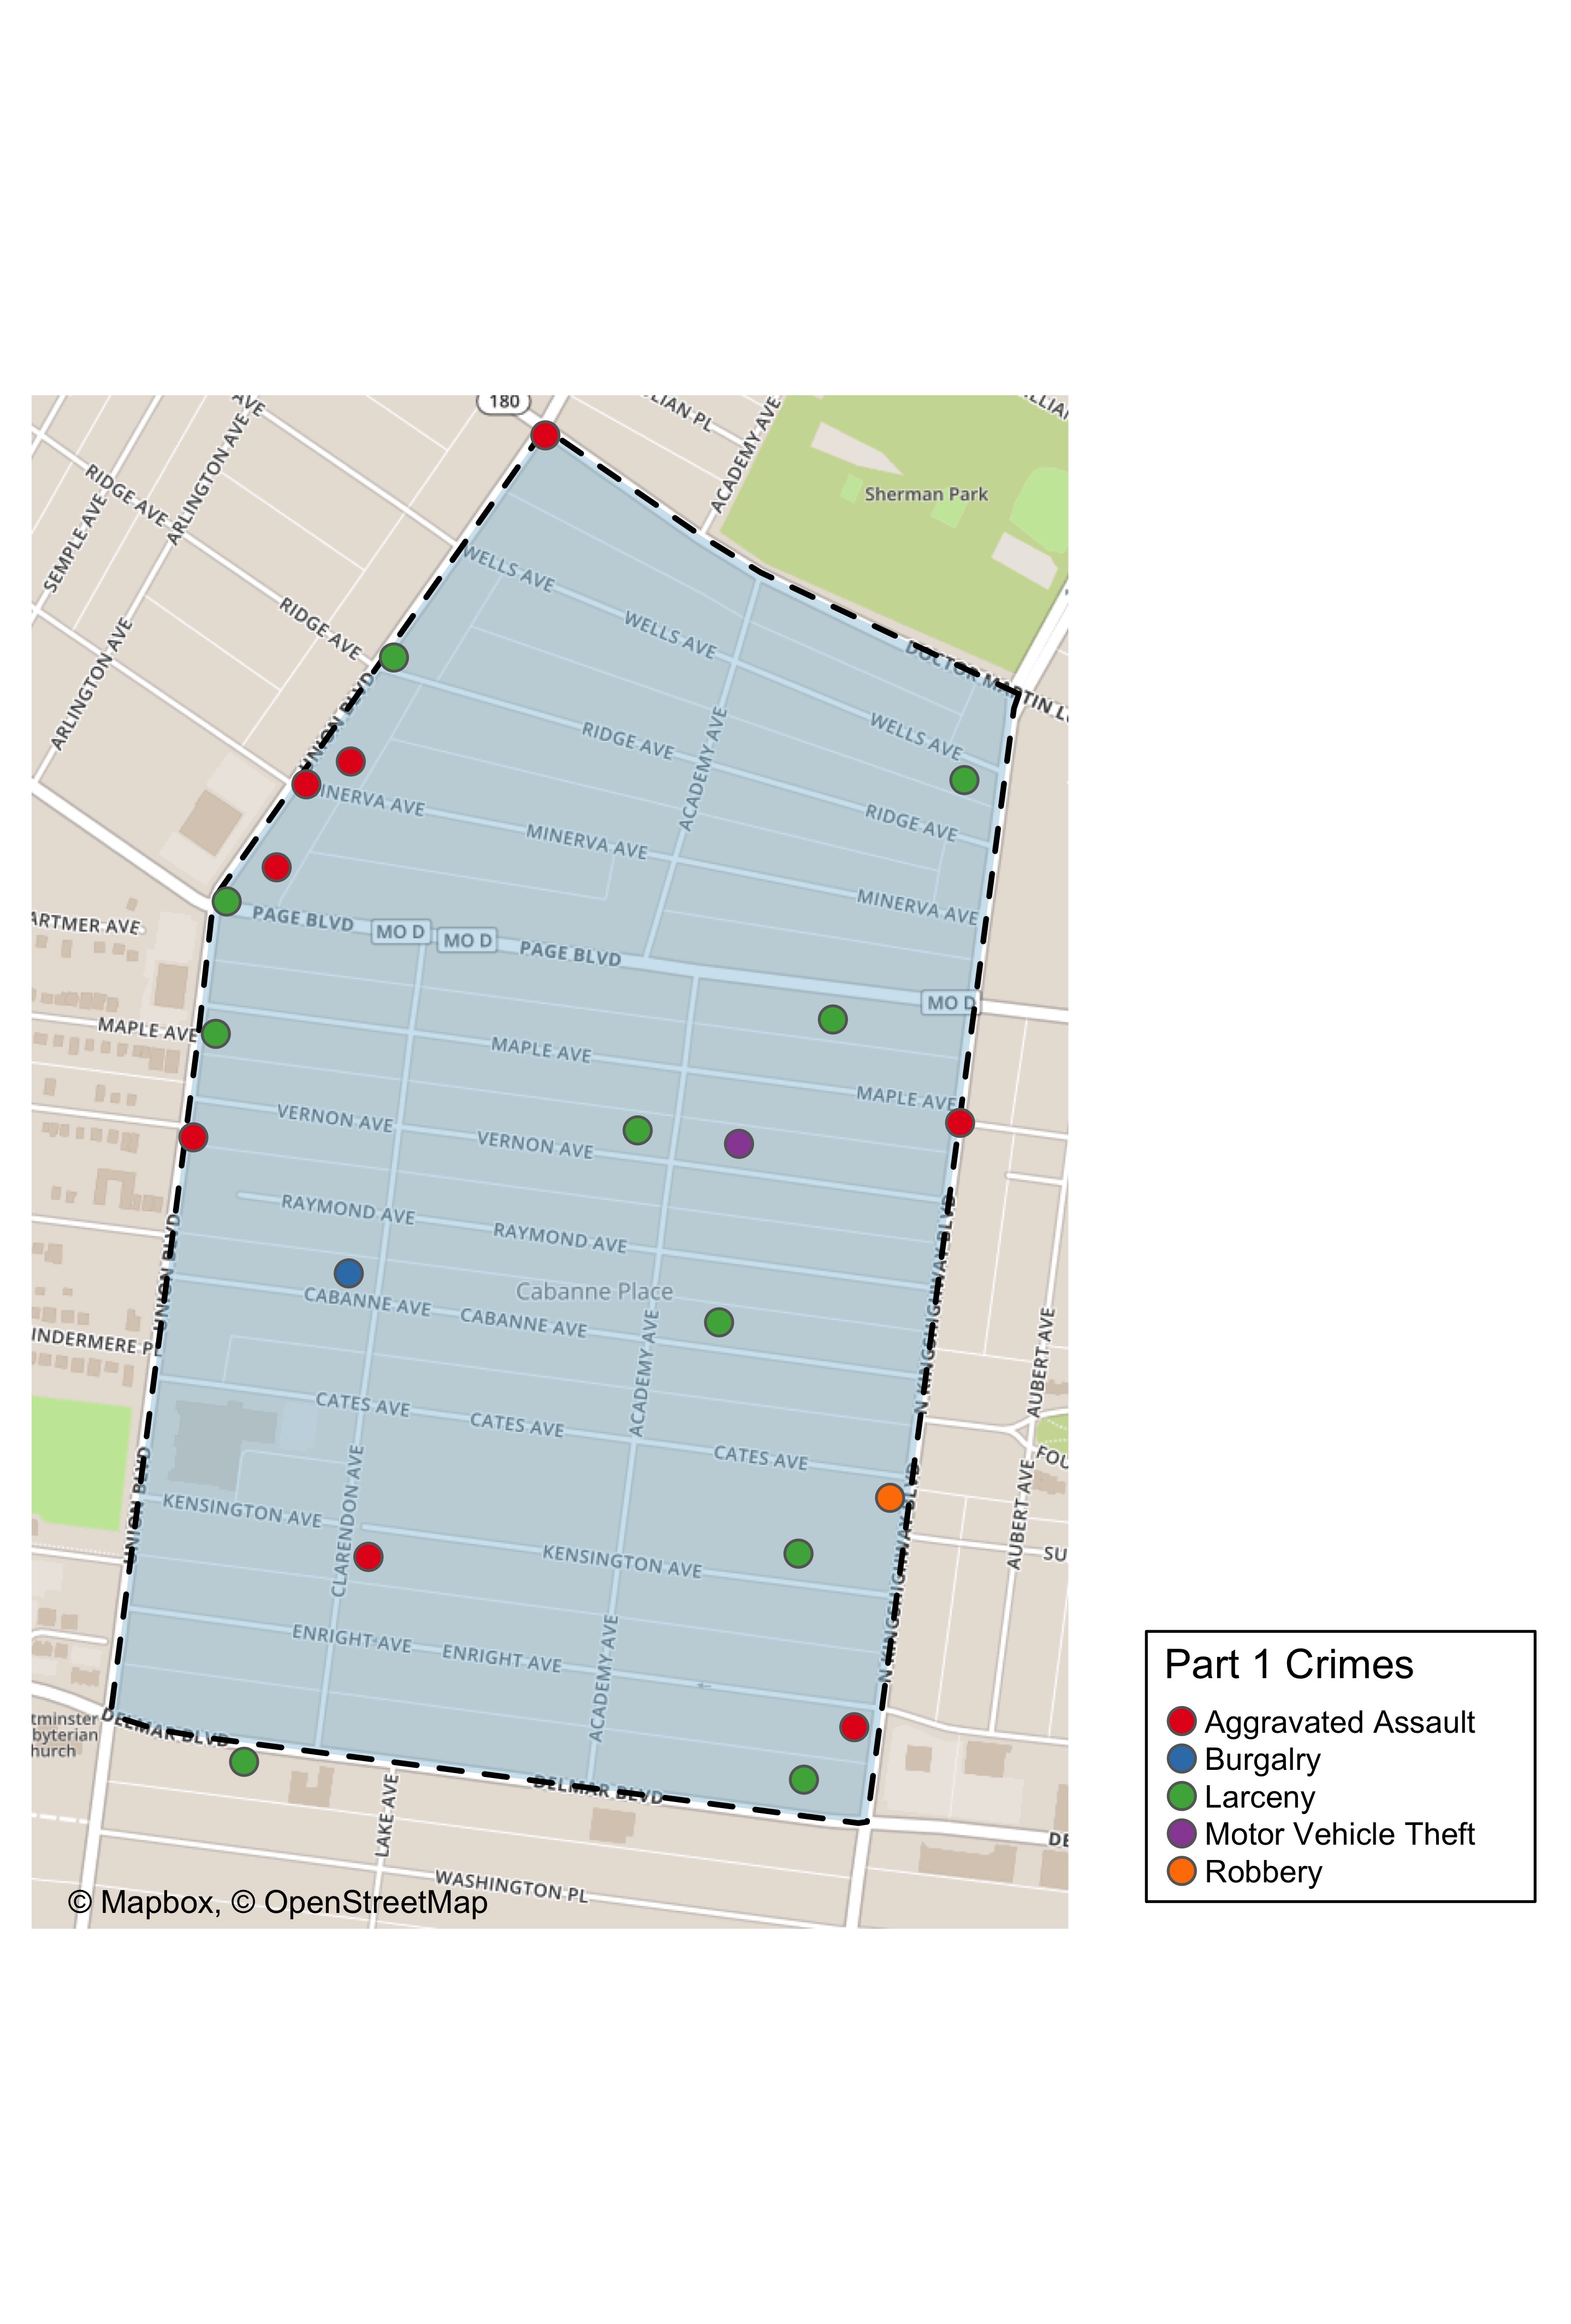 180
LIAN PL
ACADEMY AVE
ILLIA
AVE
ARLINGTON AVE
RIDGE AVE
SEMPLE AVE
Sherman Park
WELLS AVE
WELLS AVE
RIDGE AVE
ARLINGTON AVE
DOCTOR MARTIN L
UNION BLVD
RIDGE AVE
ACADEMY AVE
WELLS AVE
INERVA AVE
MINERVA AVE
RIDGE AVE
MINERVA AVE
ARTMER AVE
PAGE BLVD
MO D
MO D
PAGE BLVD
MO D
MAPLE AVE
MAPLE AVE
MAPLE AVE
VERNON AVE
VERNON AVE
RAYMOND AVE
RAYMOND AVE
UNION BLVD
N KINGSHIGHWAY BLVD
Cabanne Place
CABANNE AVE
CABANNE AVE
INDERMERE PL
ACADEMY AVE
AUBERT AVE
CATES AVE
CATES AVE
CATES AVE
FOU
UNION BLVD
KENSINGTON AVE
CLARENDON AVE
KENSINGTON AVE
AUBERT AVE
SU
N KINGSHIGHWAY BLVD
ENRIGHT AVE
ENRIGHT AVE
ACADEMY AVE
tminster
byterian
hurch
DELMAR BLVD
DELMAR BLVD
LAKE AVE
DE
WASHINGTON PL
© Mapbox, © OpenStreetMap
Part 1 Crimes
Aggravated Assault
Burgalry
Larceny
Motor Vehicle Theft
Robbery